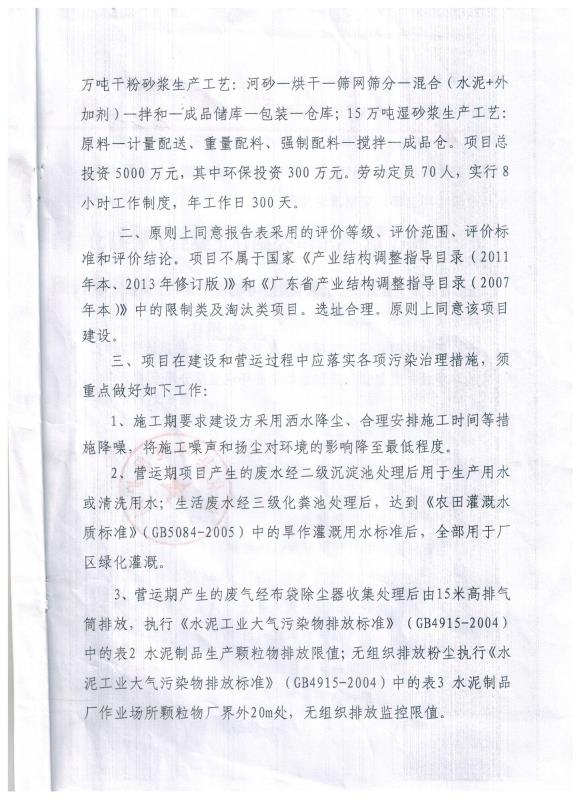 万吨干粉砂浆生产工艺：河砂—烘干—筛网筛分—混合（水泥+外
加剂）—拌和—成品储库—包装—仓库；15万吨湿砂浆生产工艺：
原料—计量配送、重量配料、强制配料—搅拌—成品仓。项目总
投资5000万元，其中环保投资300万元。劳动定员70人，实行8
小时工作制度，年工作日300天。
二、原则上同意报告表采用的评价等级、评价范围、评价标
准和评价结论。项目不属于国家《产业结构调整指导目录（2011
年本、2013年修订版）》和《广东省产业结构调整指导目录（2007
年本）》中的限制类及淘汰类项目。选址合理。原则上同意该项目
建设。
三、项目在建设和营运过程中应落实各项污染治理措施，须
重点做好如下工作：
1、施工期要求建设方采用洒水降尘、合理安排施工时间等措
施降噪，将施工噪声和扬尘对环境的影响降至最低程度。
2、营运期项目产生的废水经二级沉淀池处理后用于生产用水
或清洗用水；生活废水经三级化粪池处理后，达到《农田灌溉水
质标准》（GB5084-2005）中的旱作灌溉用水标准后，全部用于厂
区绿化灌溉。
3、营运期产生的废气经布袋除尘器收集处理后由15米高排气
筒排放，执行《水泥工业大气污染物排放标准》（GB4915-2004）
中的表2 水泥制品生产颗粒物排放限值；无组织排放粉尘执行《水
泥工业大气污染物排放标准》（GB4915-2004）中的表3 水泥制品
厂作业场所颗粒物厂界外20m处，无组织排放监控限值。